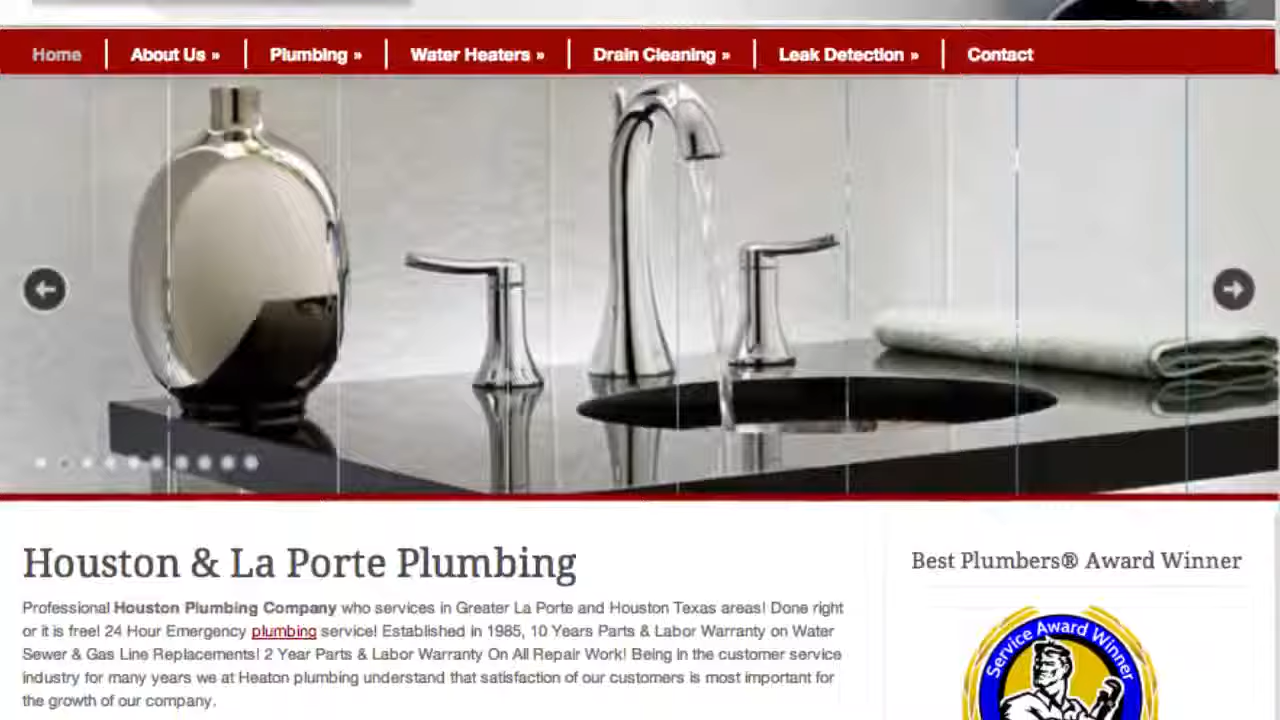 Home
About Us »
Plumbing »
Water Heaters »
Drain Cleaning »
Leak Detection »
Contact
Houston & La Porte Plumbing
Professional Houston Plumbing Company who services in Greater La Porte and Houston Texas areas! Done right
or it is free! 24 Hour Emergency plumbing service! Established in 1985, 10 Years Parts & Labor Warranty on Water
Sewer & Gas Line Replacements! 2 Year Parts & Labor Warranty On All Repair Work! Being in the customer service
industry for many years we at Heaton plumbing understand that satisfaction of our customers is most important for
the growth of our company.
Best Plumbers® Award Winner
Service Award Winner